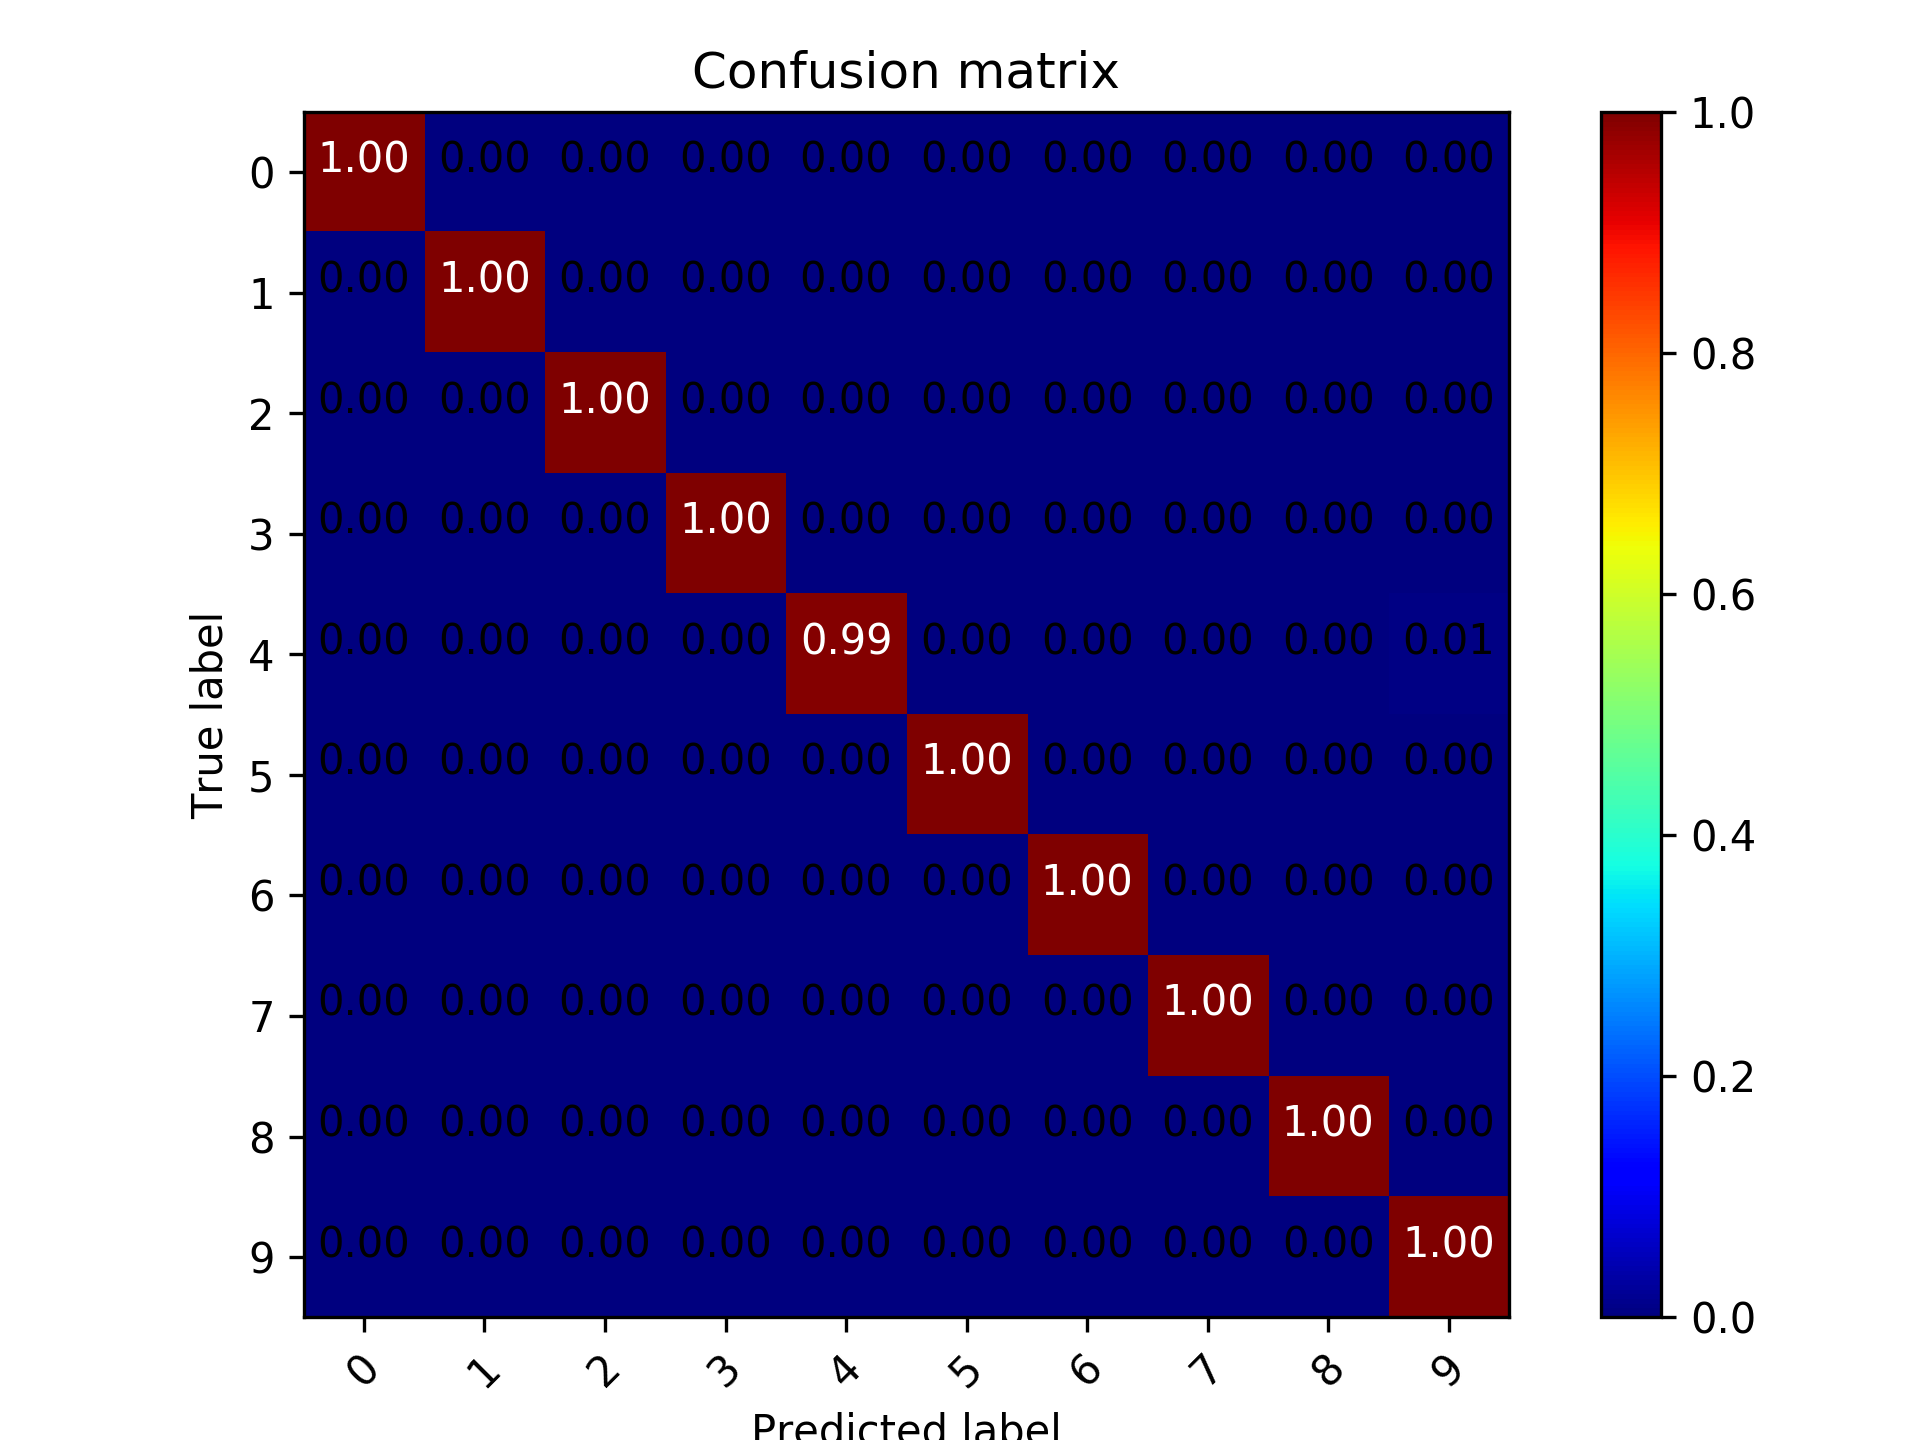 Confusion matrix
0 1.00 0.00 0.00 0.00 0.00 0.00 0.00 0.00 0.00 0.00
1 0.00 1.00 0.00 0.00 0.00 0.00 0.00 0.00 0.00 0.00
2 0.00 0.00 1.00 0.00 0.00 0.00 0.00 0.00 0.00 0.00
3 0.00 0.00 0.00 1.00 0.00 0.00 0.00 0.00 0.00 0.00
4 0.00 0.00 0.00 0.00 0.99 0.00 0.00 0.00 0.00 0.01
5 0.00 0.00 0.00 0.00 0.00 1.00 0.00 0.00 0.00 0.00
6 0.00 0.00 0.00 0.00 0.00 0.00 1.00 0.00 0.00 0.00
7 0.00 0.00 0.00 0.00 0.00 0.00 0.00 1.00 0.00 0.00
8 0.00 0.00 0.00 0.00 0.00 0.00 0.00 0.00 1.00 0.00
9 0.00 0.00 0.00 0.00 0.00 0.00 0.00 0.00 0.00 1.00
0 1 2 3 4 5 6 7 8 9
Predicted label
True label
1.0
0.8
0.6
0.4
0.2
0.0